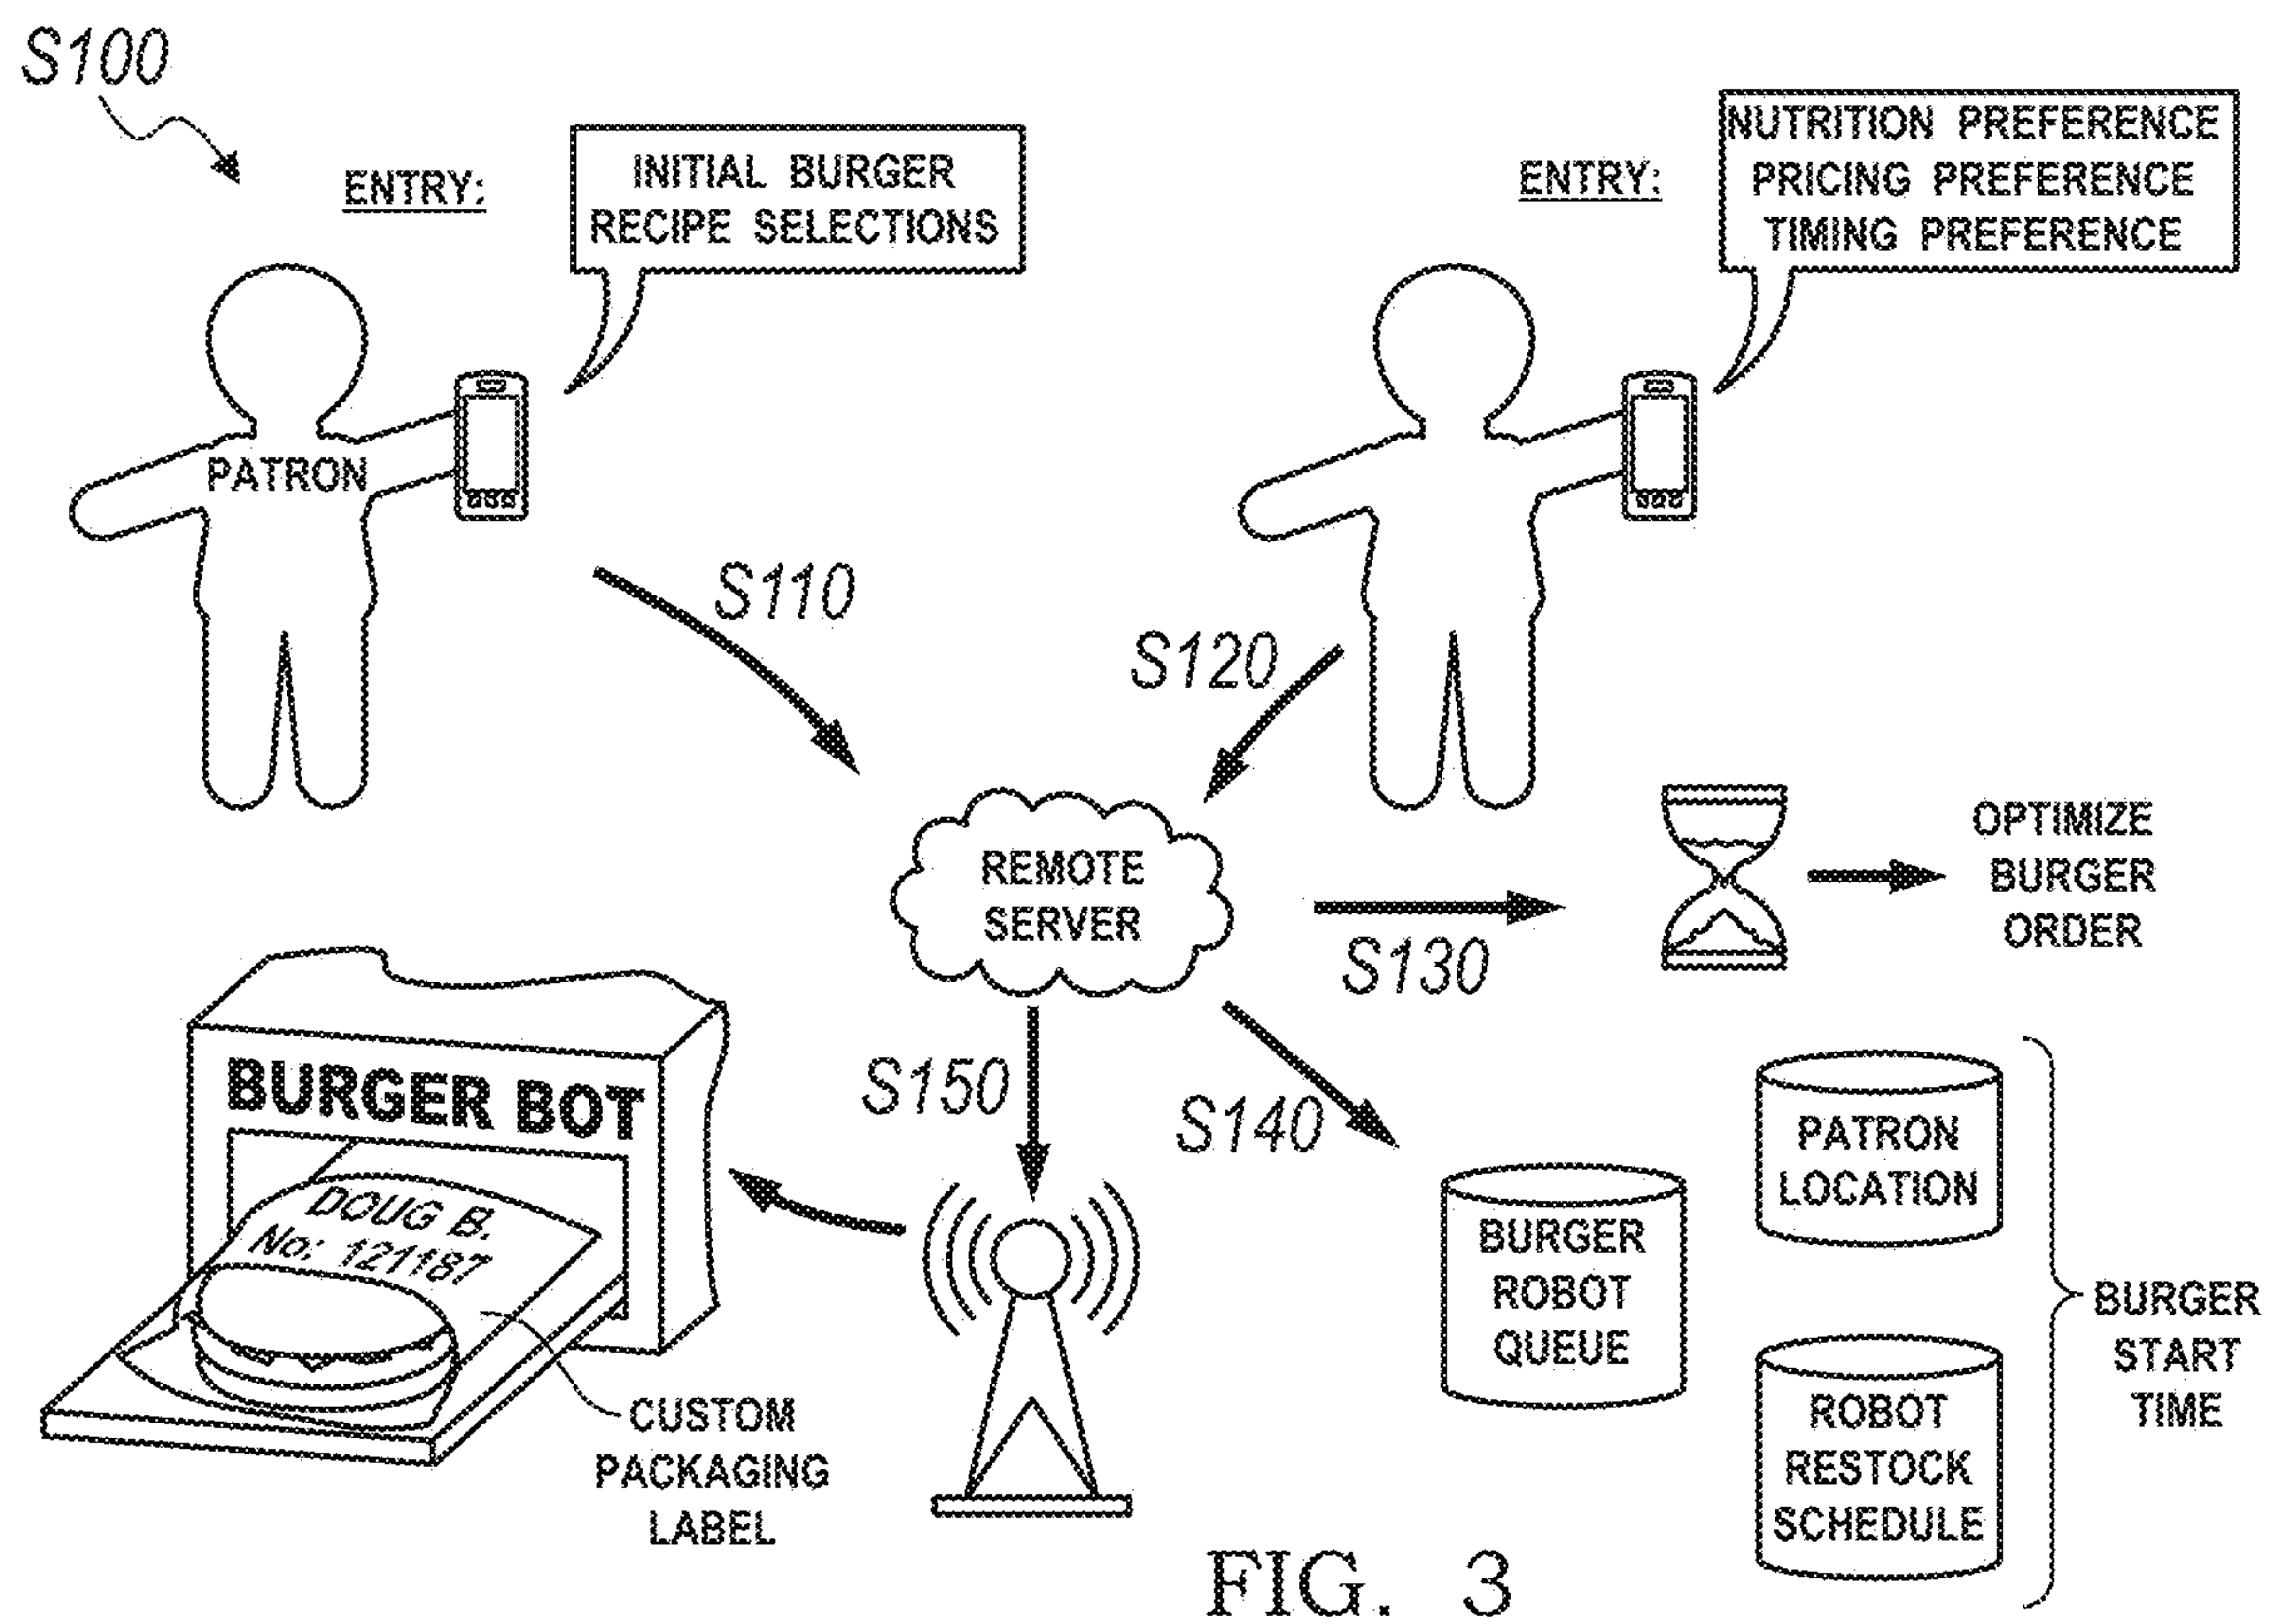 S100
ENTRY:
INITIAL BURGER
RECIPE SELECTIONS
ENTRY:
NUTRITION PREFERENCE
PRICING PREFERENCE
TIMING PREFERENCE
PATRON
S110
S120
REMOTE
SERVER
S130
OPTIMIZE
BURGER
ORDER
S150
S140
BURGER BOT
DOUG B.
No: 121187
CUSTOM
PACKAGING
LABEL
BURGER
ROBOT
QUEUE
PATRON
LOCATION
ROBOT
RESTOCK
SCHEDULE
BURGER
START
TIME
FIG. 3